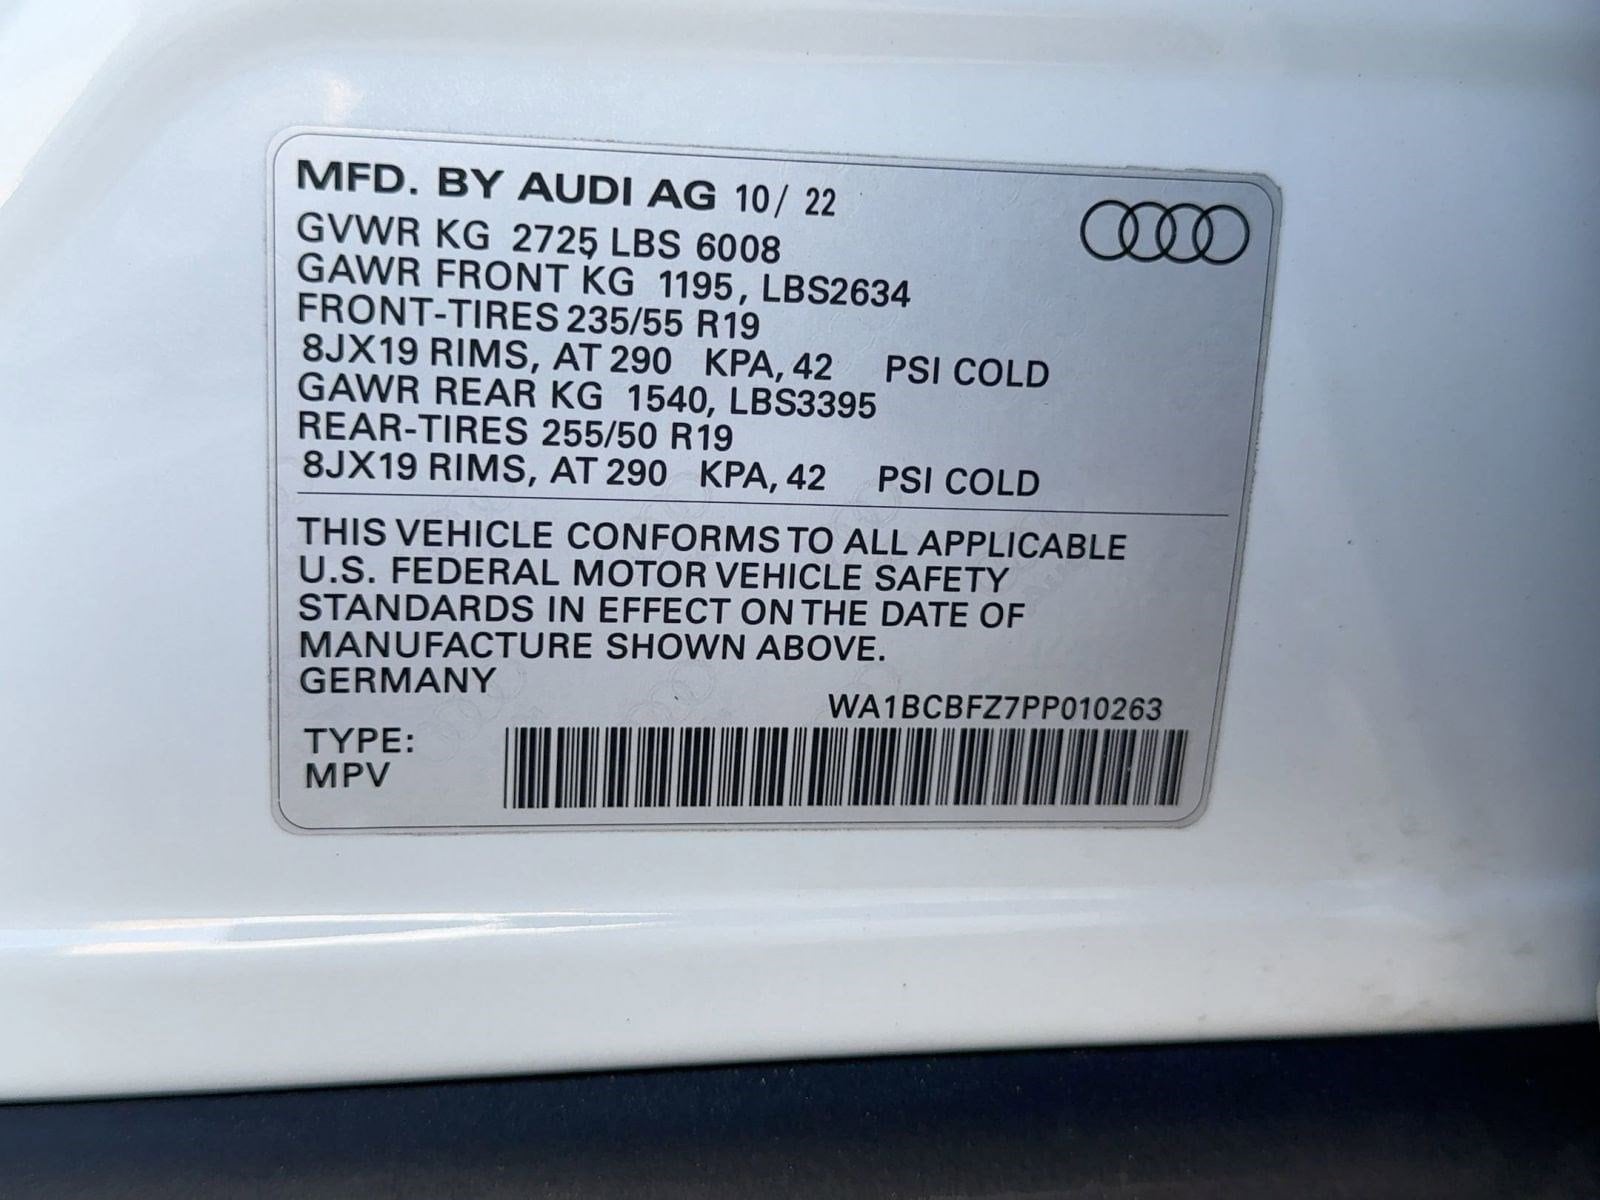 MFD. BY AUDI AG 10/ 22
GVWR KG 2725, LBS 6008
GAWR FRONT KG 1195, LBS2634
FRONT-TIRES 235/55 R19
8JX19 RIMS, AT 290 KPA, 42 PSI COLD
GAWR REAR KG 1540, LBS3395
REAR-TIRES 255/50 R19
8JX19 RIMS, AT 290 KPA, 42 PSI COLD
THIS VEHICLE CONFORMS TO ALL APPLICABLE
U.S. FEDERAL MOTOR VEHICLE SAFETY
STANDARDS IN EFFECT ON THE DATE OF
MANUFACTURE SHOWN ABOVE.
GERMANY
WA1BCBFZ7PP010263
TYPE:
MPV